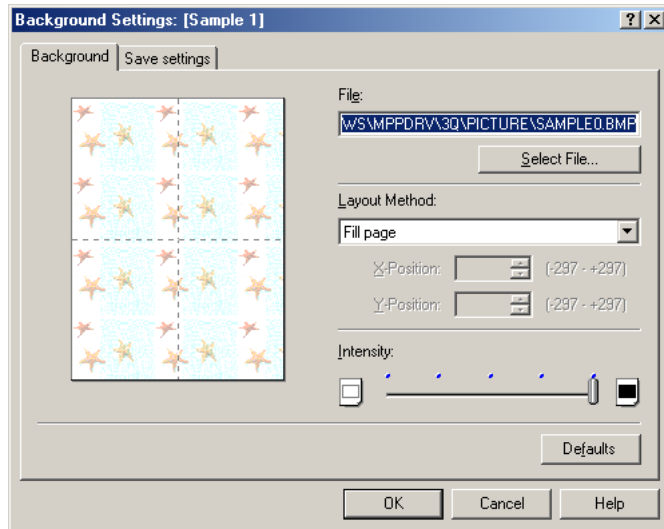 Background Settings: [Sample 1]
Background
Save settings
File:
WS\MPPDRV\3Q\PICTURE\SAMPLE0.BMP
Select File...
Layout Method:
Fill page
X-Position:
(-297 - +297)
Y-Position:
(-297 - +297)
Intensity:
Defaults
OK
Cancel
Help